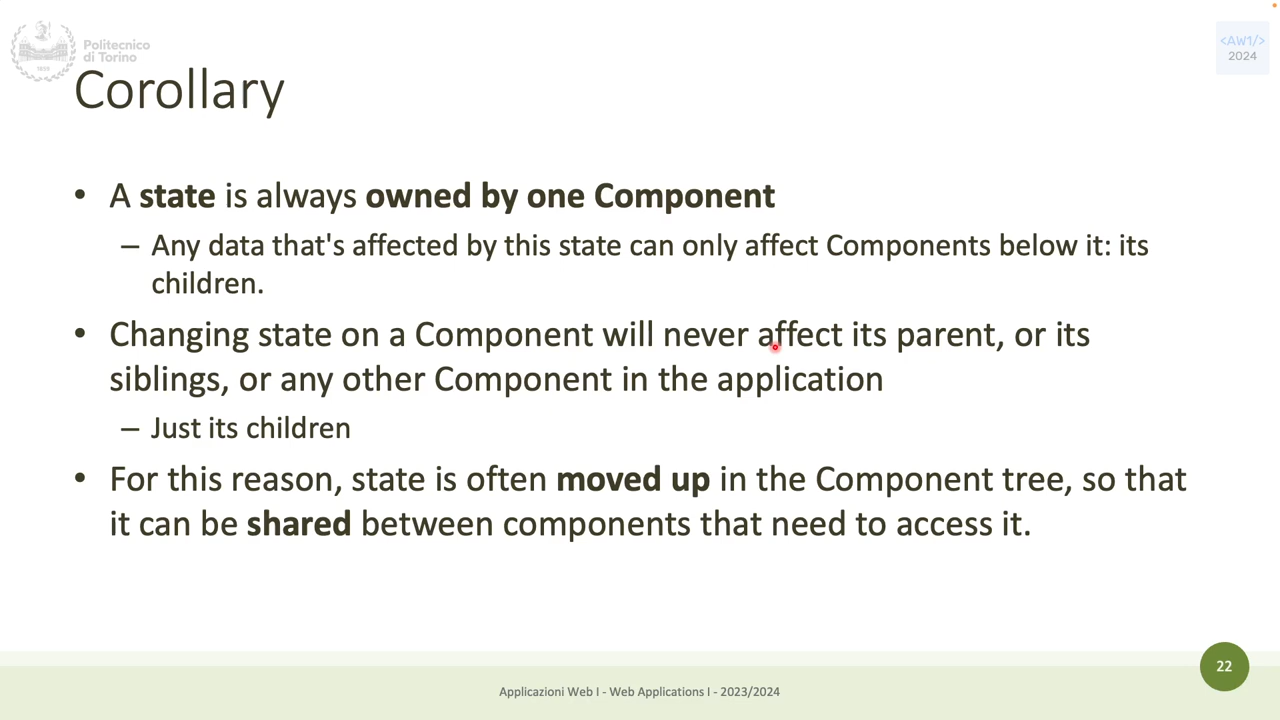 Politecnico
di Torino
1859
<AW1/>
2024
Corollary
• A state is always owned by one Component
– Any data that's affected by this state can only affect Components below it: its
children.
• Changing state on a Component will never affect its parent, or its
siblings, or any other Component in the application
– Just its children
• For this reason, state is often moved up in the Component tree, so that
it can be shared between components that need to access it.
22
Applicazioni Web I - Web Applications I - 2023/2024